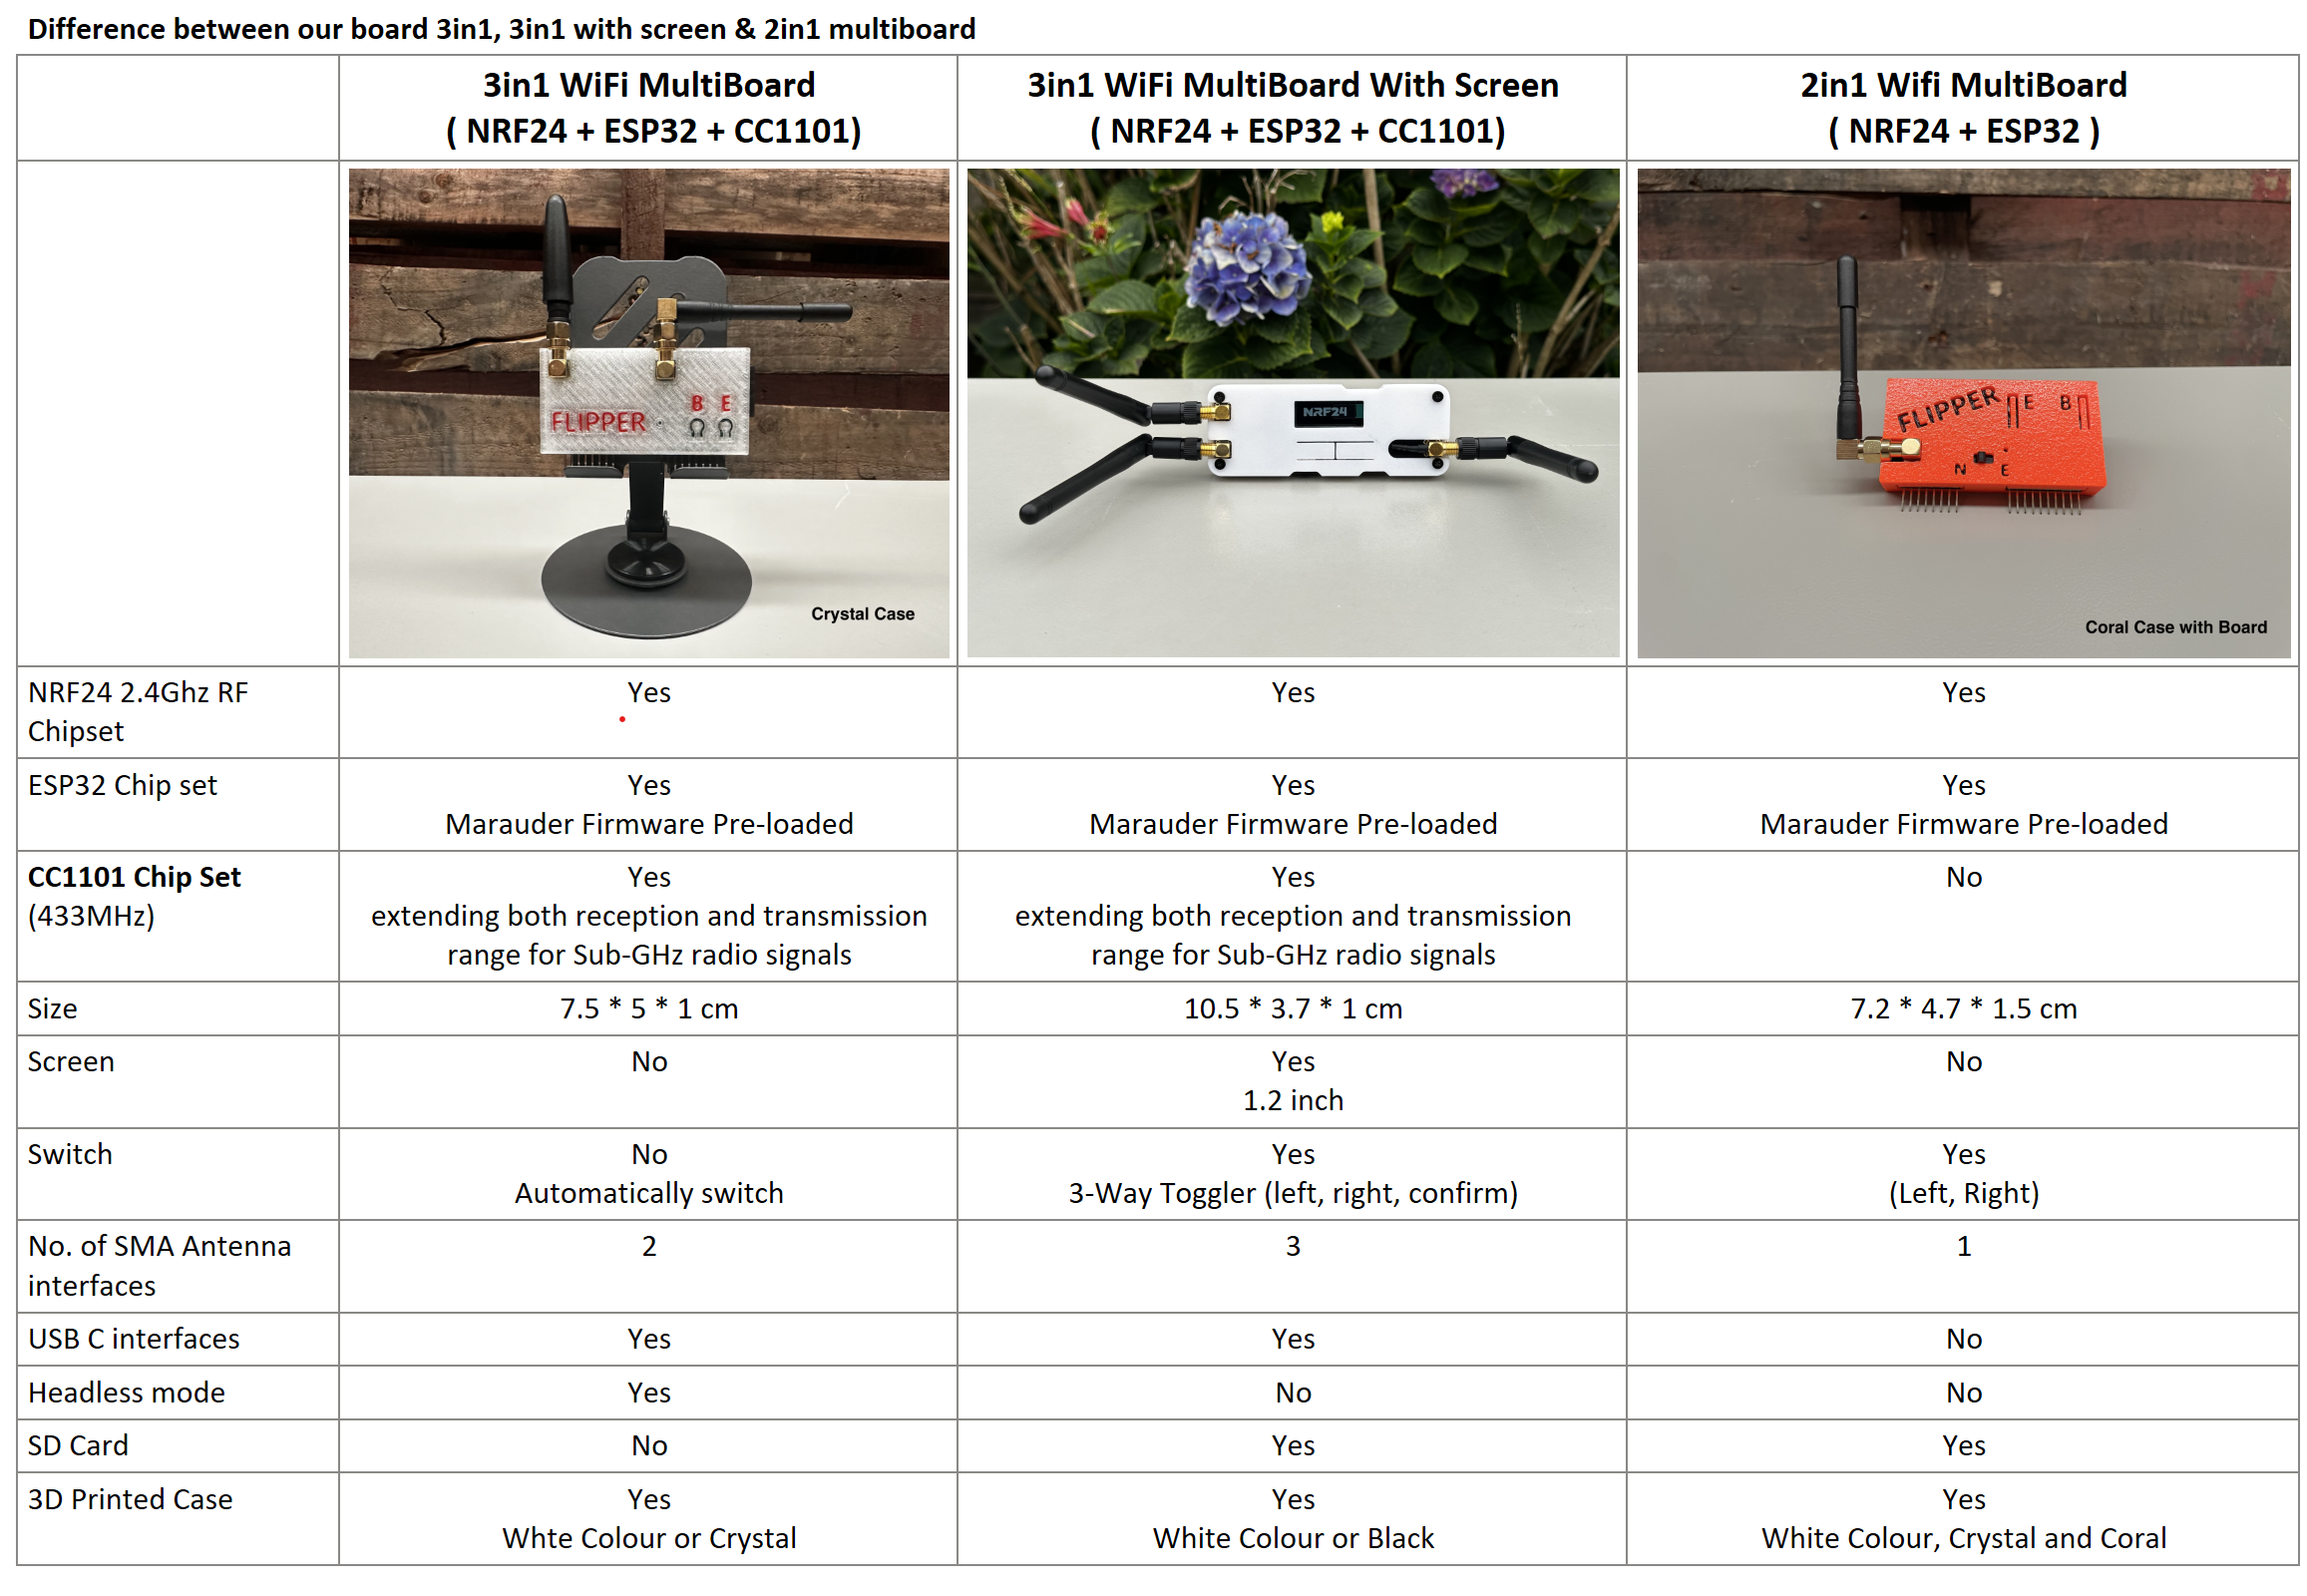 Difference between our board 3in1, 3in1 with screen & 2in1 multiboard
3in1 WiFi MultiBoard
( NRF24 + ESP32 + CC1101)
3in1 WiFi MultiBoard With Screen
( NRF24 + ESP32 + CC1101)
2in1 Wifi MultiBoard
( NRF24 + ESP32 )
B E
FLIPPER
Crystal Case
NRF24
FLIPPER E B
N E
Coral Case with Board
NRF24 2.4Ghz RF
Chipset
Yes
Yes
Yes
ESP32 Chip set
Yes
Marauder Firmware Pre-loaded
Yes
Marauder Firmware Pre-loaded
Yes
Marauder Firmware Pre-loaded
CC1101 Chip Set
(433MHz)
Yes
extending both reception and transmission
range for Sub-GHz radio signals
Yes
extending both reception and transmission
range for Sub-GHz radio signals
No
Size
7.5 * 5 * 1 cm
10.5 * 3.7 * 1 cm
7.2 * 4.7 * 1.5 cm
Screen
No
Yes
1.2 inch
No
Switch
No
Automatically switch
Yes
3-Way Toggler (left, right, confirm)
Yes
(Left, Right)
No. of SMA Antenna
interfaces
2
3
1
USB C interfaces
Yes
Yes
No
Headless mode
Yes
No
No
SD Card
No
Yes
Yes
3D Printed Case
Yes
Whte Colour or Crystal
Yes
White Colour or Black
Yes
White Colour, Crystal and Coral